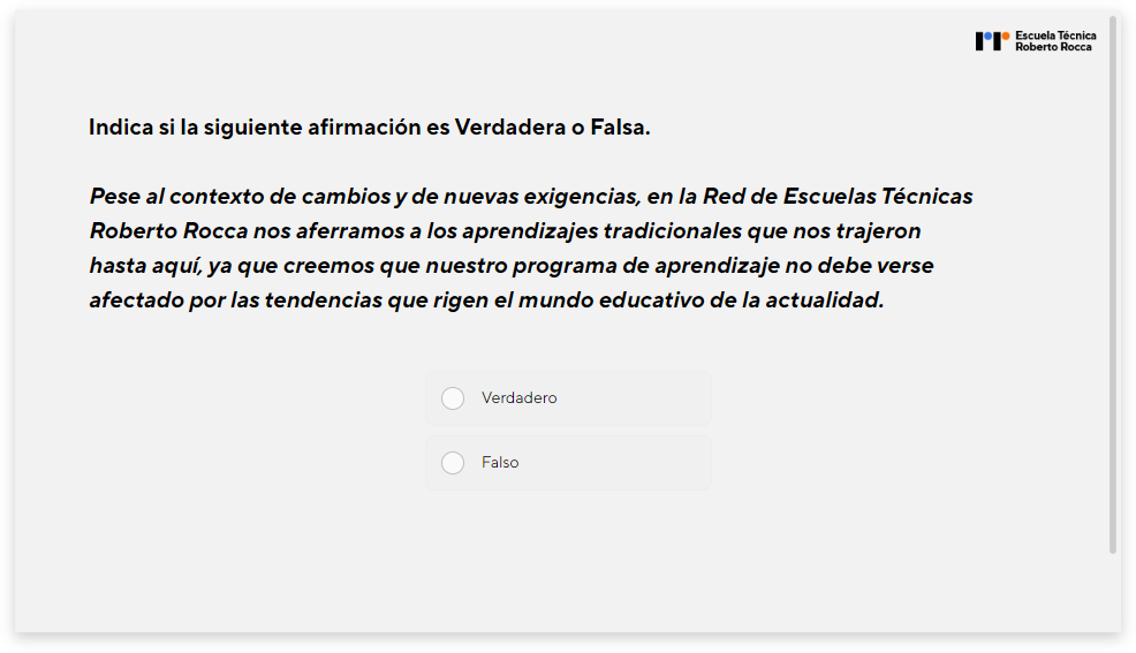 Escuela Técnica
Roberto Rocca
Indica si la siguiente afirmación es Verdadera o Falsa.
Pese al contexto de cambios y de nuevas exigencias, en la Red de Escuelas Técnicas
Roberto Rocca nos aferramos a los aprendizajes tradicionales que nos trajeron
hasta aquí, ya que creemos que nuestro programa de aprendizaje no debe verse
afectado por las tendencias que rigen el mundo educativo de la actualidad.
Verdadero
Falso